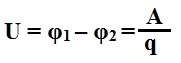 U = φ₁ – φ₂ = A/q